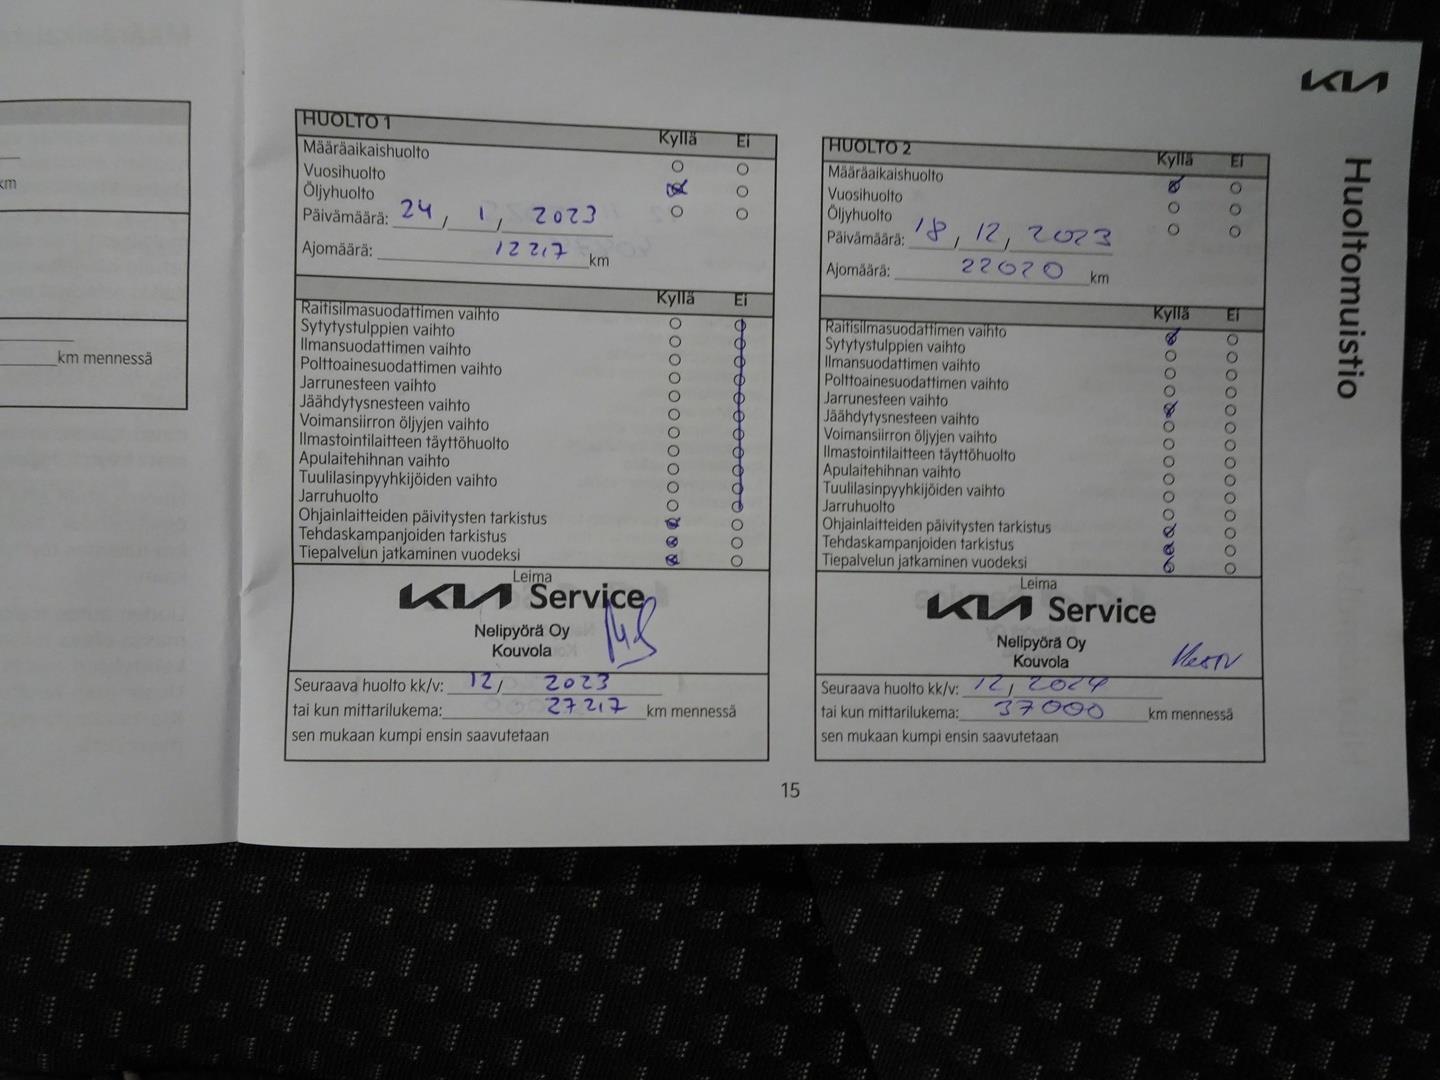 km
km mennessä
KIA
Huoltomuistio
HUOLTO 1
Kyllä Ei
Määräaikaishuolto
Vuosihuolto
Öljyhuolto
Päivämäärä: 24 / 1 / 2023
Ajomäärä: 12217 km
Kyllä Ei
Raitisilmasuodattimen vaihto
Sytytystulppien vaihto
Ilmansuodattimen vaihto
Polttoainesuodattimen vaihto
Jarrunesteen vaihto
Jäähdytysnesteen vaihto
Voimansiirron öljyjen vaihto
Ilmastointilaitteen täyttöhuolto
Apulaitehihnan vaihto
Tuulilasinpyyhkijöiden vaihto
Jarruhuolto
Ohjainlaitteiden päivitysten tarkistus
Tehdaskampanjoiden tarkistus
Tiepalvelun jatkaminen vuodeksi
Leima
KIA Service
Nelipyörä Oy
Kouvola
Seuraava huolto kk/v: 12 / 2023
tai kun mittarilukema: 27217 km mennessä
sen mukaan kumpi ensin saavutetaan
HUOLTO 2
Kyllä Ei
Määräaikaishuolto
Vuosihuolto
Öljyhuolto
Päivämäärä: 18 / 12 / 2023
Ajomäärä: 22020 km
Kyllä Ei
Raitisilmasuodattimen vaihto
Sytytystulppien vaihto
Ilmansuodattimen vaihto
Polttoainesuodattimen vaihto
Jarrunesteen vaihto
Jäähdytysnesteen vaihto
Voimansiirron öljyjen vaihto
Ilmastointilaitteen täyttöhuolto
Apulaitehihnan vaihto
Tuulilasinpyyhkijöiden vaihto
Jarruhuolto
Ohjainlaitteiden päivitysten tarkistus
Tehdaskampanjoiden tarkistus
Tiepalvelun jatkaminen vuodeksi
Leima
KIA Service
Nelipyörä Oy
Kouvola
Seuraava huolto kk/v: 12 / 2024
tai kun mittarilukema: 37000 km mennessä
sen mukaan kumpi ensin saavutetaan
15